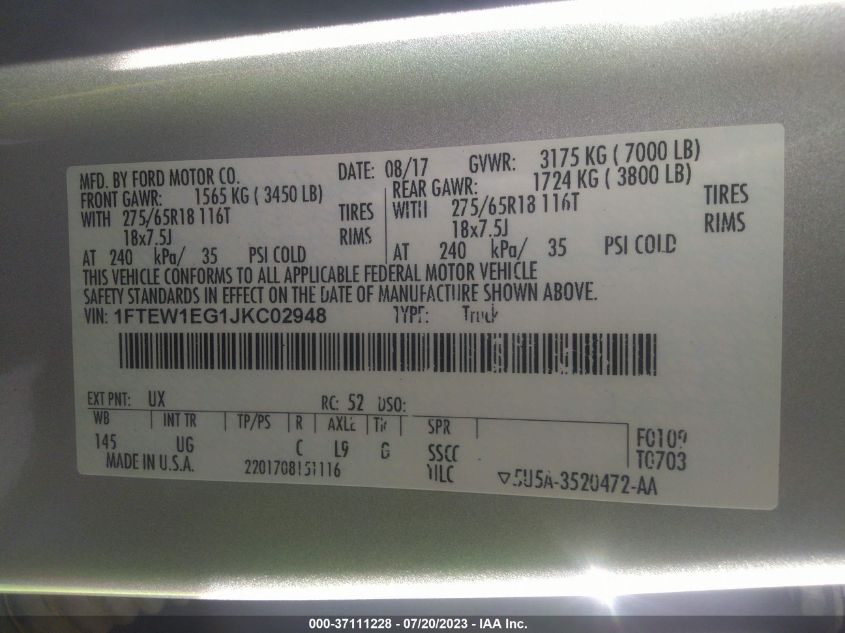 MFD. BY FORD MOTOR CO. DATE: 08/17 GVWR: 3175 KG ( 7000 LB)
FRONT GAWR: 1565 KG ( 3450 LB) REAR GAWR: 1724 KG ( 3800 LB)
WITH 275/65R18 116T TIRES WITH 275/65R18 116T TIRES
18x7.5J RIMS 18x7.5J RIMS
AT 240 kPa/ 35 PSI COLD AT 240 kPa/ 35 PSI COLD
THIS VEHICLE CONFORMS TO ALL APPLICABLE FEDERAL MOTOR VEHICLE
SAFETY STANDARDS IN EFFECT ON THE DATE OF MANUFACTURE SHOWN ABOVE.
VIN: 1FTEW1EG1JKC02948 TYPE: Truck
EXT PNT: UX RC: 52 DSO:
WB INT TR TP/PS R AXLE TR SPR
145 UG C L9 G SSCC F0109
MADE IN U.S.A. 2201708151116 T0703
5U5A-3520472-AA
000-37111228 - 07/20/2023 - IAA Inc.